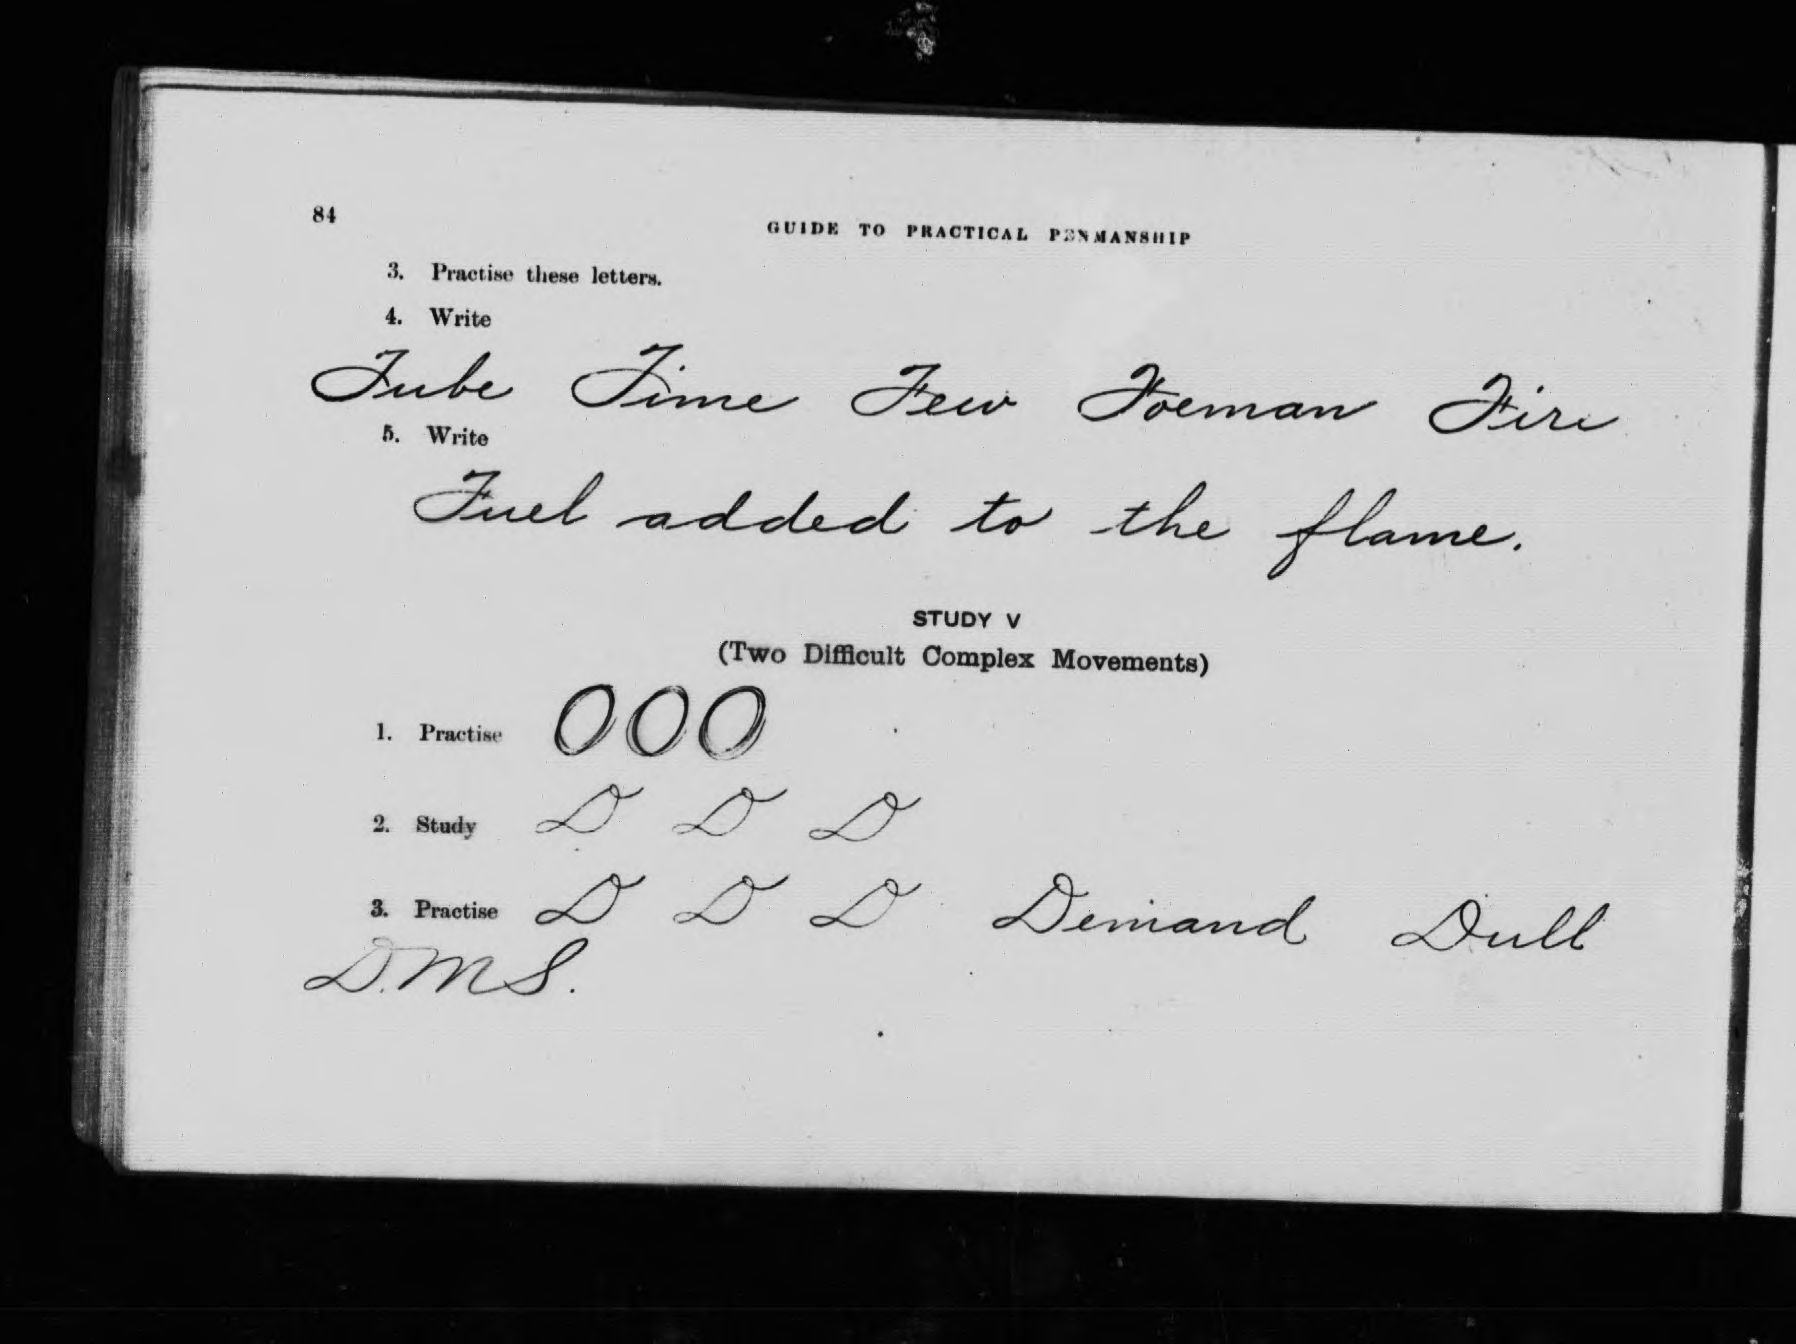 84
GUIDE TO PRACTICAL PENMANSHIP
3. Practise these letters.
4. Write
Tube Time Few Foeman Fire
5. Write
Fuel added to the flame.
STUDY V
(Two Difficult Complex Movements)
1. Practise OOO
2. Study D D D
3. Practise D D D Demand Dull
D. M S.